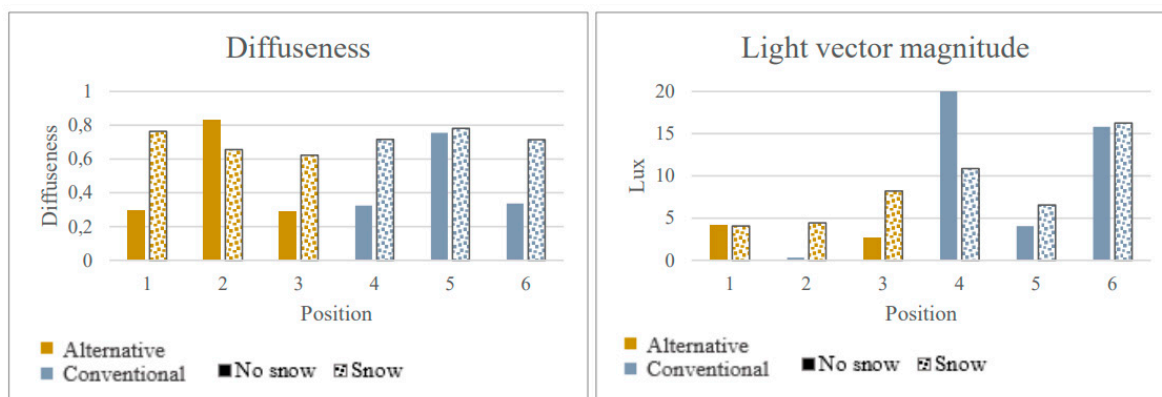 Diffuseness
1
0,8
0,6
0,4
0,2
0
Diffuseness
1 2 3 4 5 6
Position
Alternative
Conventional
No snow
Snow
Light vector magnitude
20
15
10
5
0
Lux
1 2 3 4 5 6
Position
Alternative
Conventional
No snow
Snow